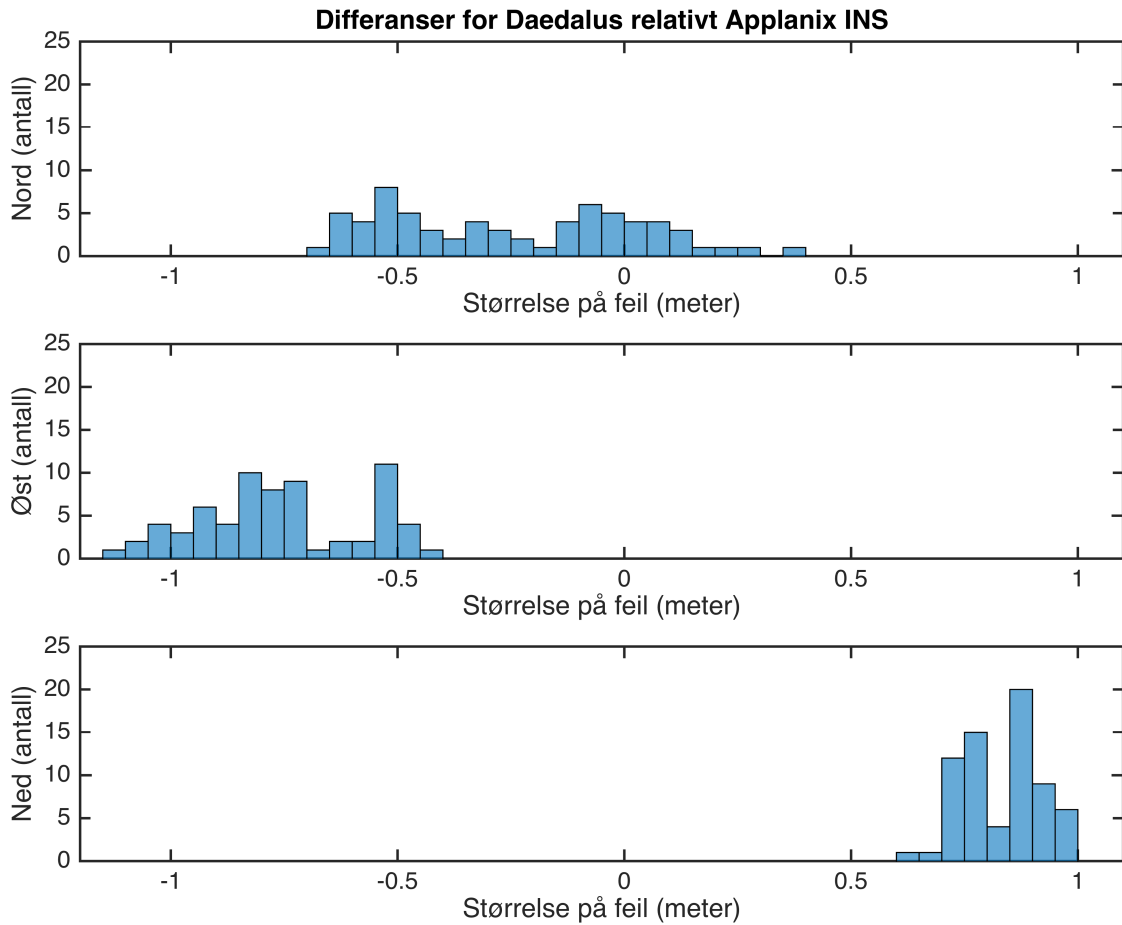 Differanser for Daedalus relativt Applanix INS
25
20
15
10
5
0
Nord (antall)
-1 -0.5 0 0.5 1
Størrelse på feil (meter)
25
20
15
10
5
0
Øst (antall)
-1 -0.5 0 0.5 1
Størrelse på feil (meter)
25
20
15
10
5
0
Ned (antall)
-1 -0.5 0 0.5 1
Størrelse på feil (meter)